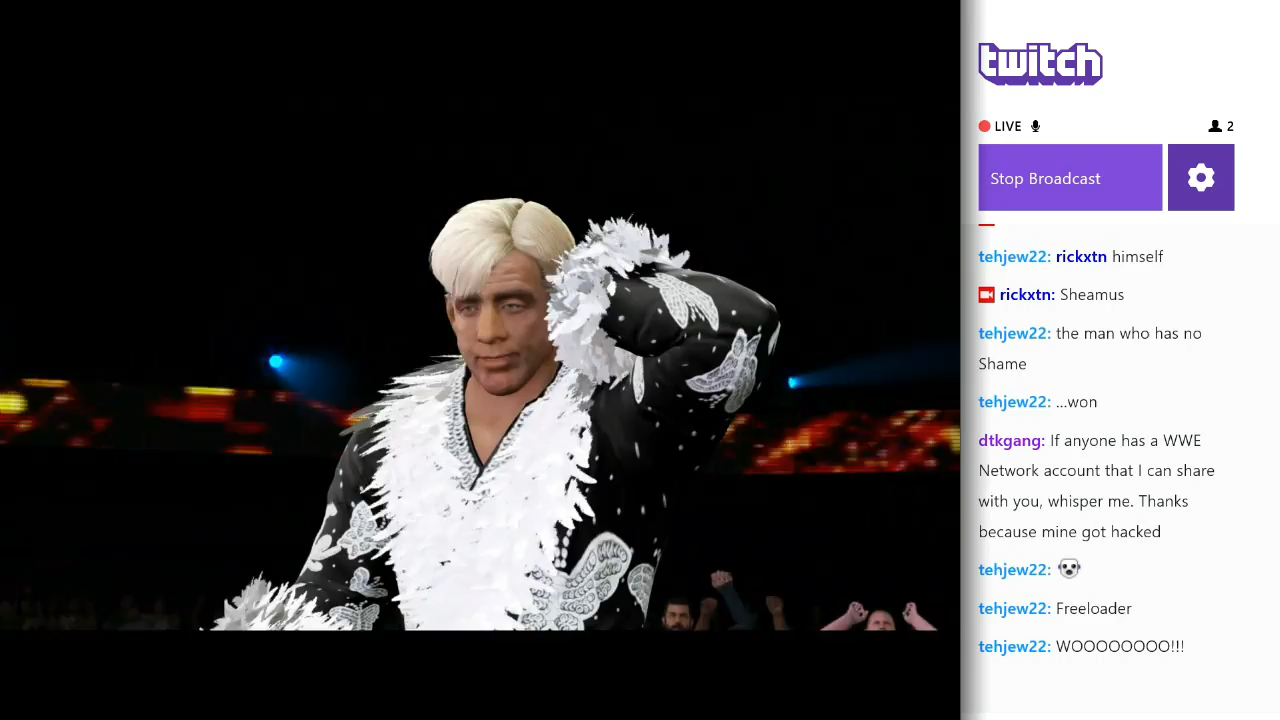 twitch
LIVE 2
Stop Broadcast
tehjew22: rickxtn himself
rickxtn: Sheamus
tehjew22: the man who has no
Shame
tehjew22: ...won
dtkgang: If anyone has a WWE
Network account that I can share
with you, whisper me. Thanks
because mine got hacked
tehjew22:
tehjew22: Freeloader
tehjew22: WOOOOOOOO!!!